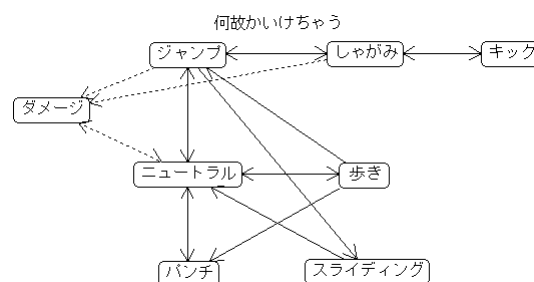 何故かいけちゃう
ジャンプ
しゃがみ
キック
ダメージ
ニュートラル
歩き
パンチ
スライディング